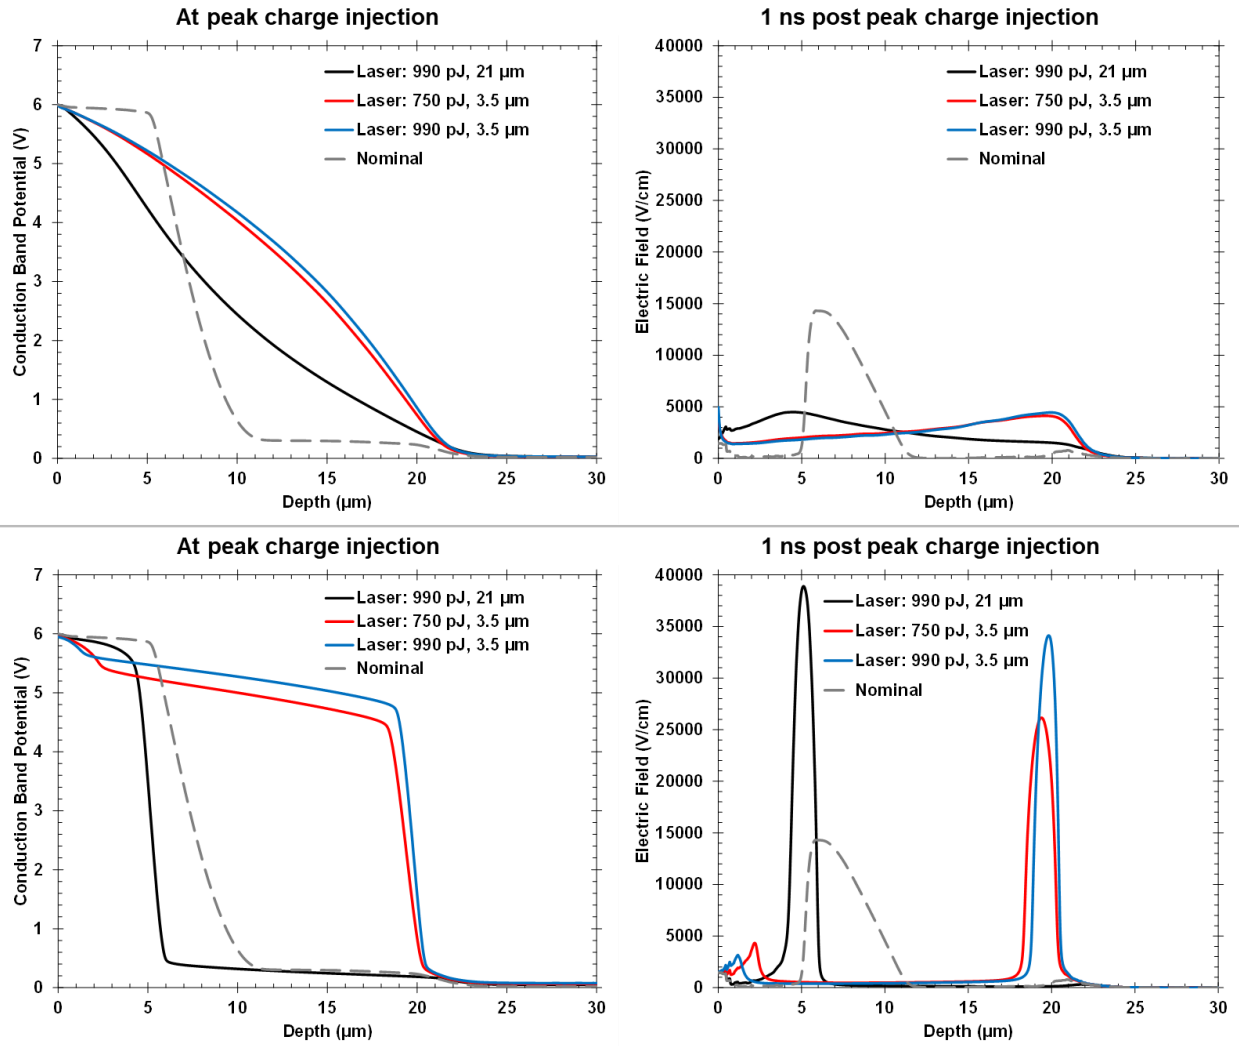 At peak charge injection
7
6
5
4
3
2
1
0
Conduction Band Potential (V)
Laser: 990 pJ, 21 µm
Laser: 750 pJ, 3.5 µm
Laser: 990 pJ, 3.5 µm
Nominal
0 5 10 15 20 25 30
Depth (µm)
1 ns post peak charge injection
40000
35000
30000
25000
20000
15000
10000
5000
0
Electric Field (V/cm)
Laser: 990 pJ, 21 µm
Laser: 750 pJ, 3.5 µm
Laser: 990 pJ, 3.5 µm
Nominal
0 5 10 15 20 25 30
Depth (µm)
At peak charge injection
7
6
5
4
3
2
1
0
Conduction Band Potential (V)
Laser: 990 pJ, 21 µm
Laser: 750 pJ, 3.5 µm
Laser: 990 pJ, 3.5 µm
Nominal
0 5 10 15 20 25 30
Depth (µm)
1 ns post peak charge injection
40000
35000
30000
25000
20000
15000
10000
5000
0
Electric Field (V/cm)
Laser: 990 pJ, 21 µm
Laser: 750 pJ, 3.5 µm
Laser: 990 pJ, 3.5 µm
Nominal
0 5 10 15 20 25 30
Depth (µm)